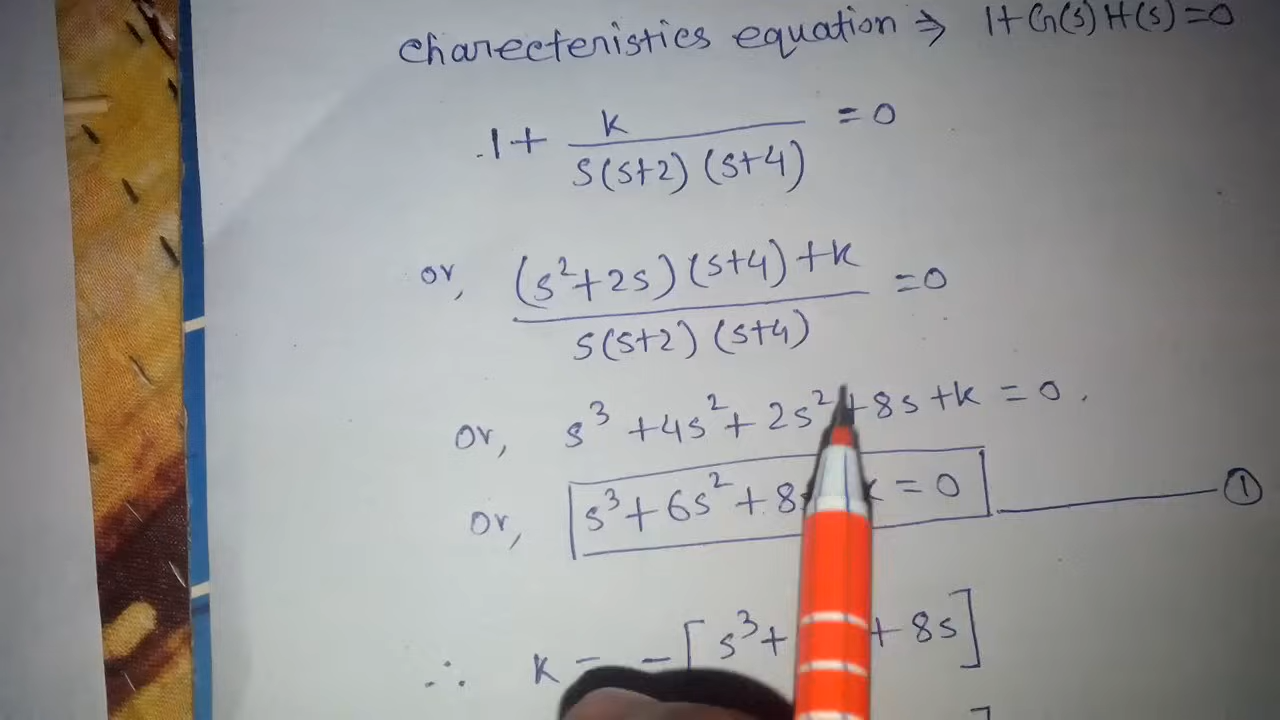 charecteristics equation ⇒ 1+G(s)H(s)=0
1+ k/(s(s+2)(s+4)) =0
or, ((s²+2s)(s+4)+k)/(s(s+2)(s+4)) =0
or, s³+4s²+2s²+8s+k=0.
or, s³+6s²+8 k=0 ①
∴ k= -[s³+ +8s]